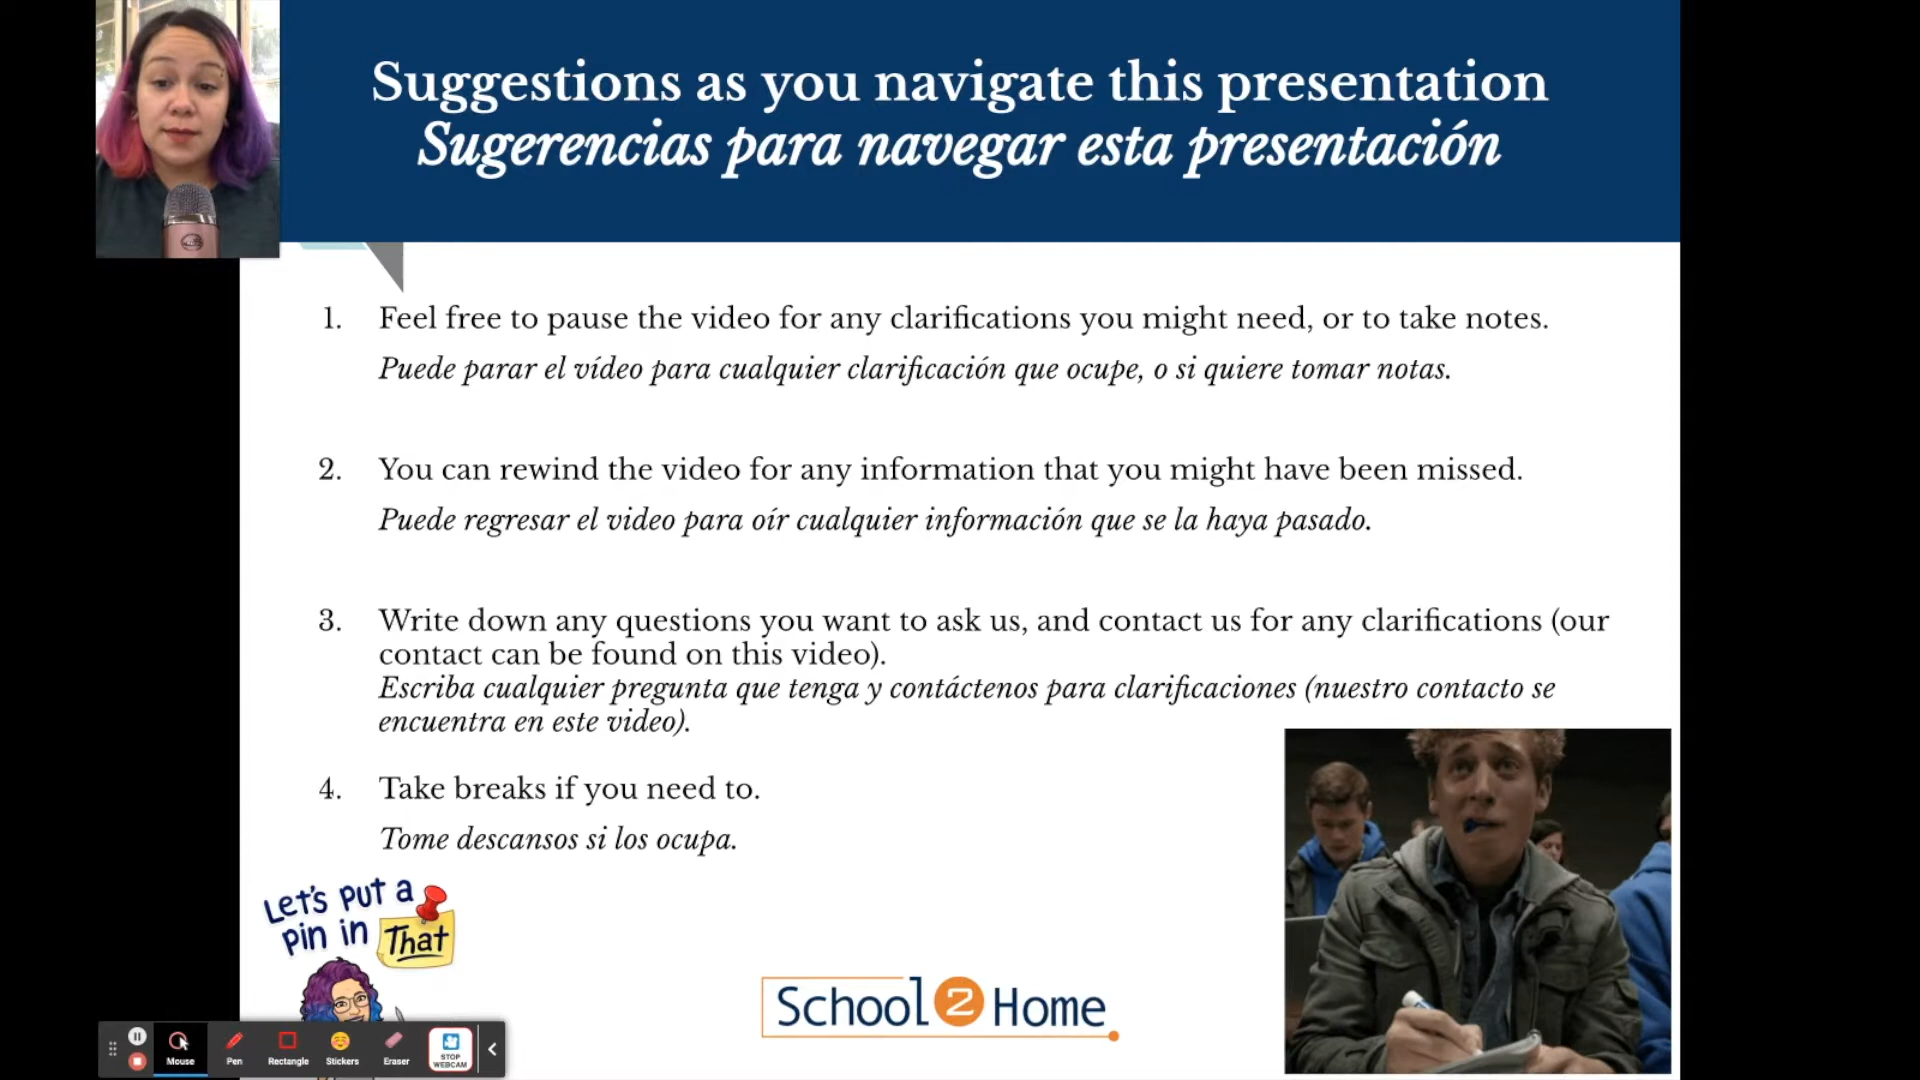 Suggestions as you navigate this presentation
Sugerencias para navegar esta presentación
1. Feel free to pause the video for any clarifications you might need, or to take notes.
Puede parar el vídeo para cualquier clarificación que ocupe, o si quiere tomar notas.
2. You can rewind the video for any information that you might have been missed.
Puede regresar el video para oír cualquier información que se la haya pasado.
3. Write down any questions you want to ask us, and contact us for any clarifications (our
contact can be found on this video).
Escriba cualquier pregunta que tenga y contáctenos para clarificaciones (nuestro contacto se
encuentra en este video).
4. Take breaks if you need to.
Tome descansos si los ocupa.
Let's put a
pin in That
School 2 Home
Mouse Pen Rectangle Stickers Eraser STOP
WEBCAM